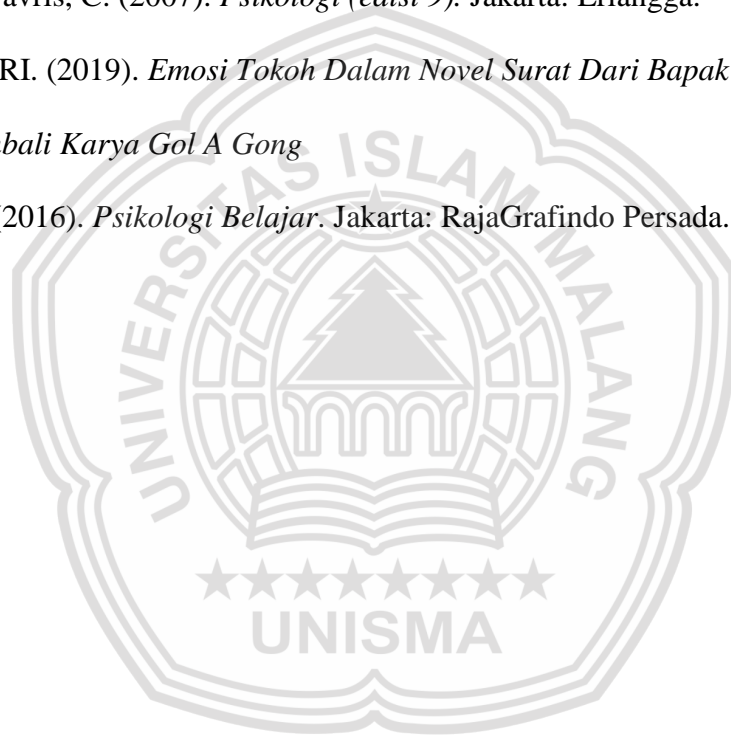 avris, C. (2007). Psikologi (edisi 9). Jakarta: Erlangga.
RI. (2019). Emosi Tokoh Dalam Novel Surat Dari Bapak
nbali Karya Gol A Gong
(2016). Psikologi Belajar. Jakarta: RajaGrafindo Persada.
UNIVERSITAS ISLAM MALANG
UNISMA